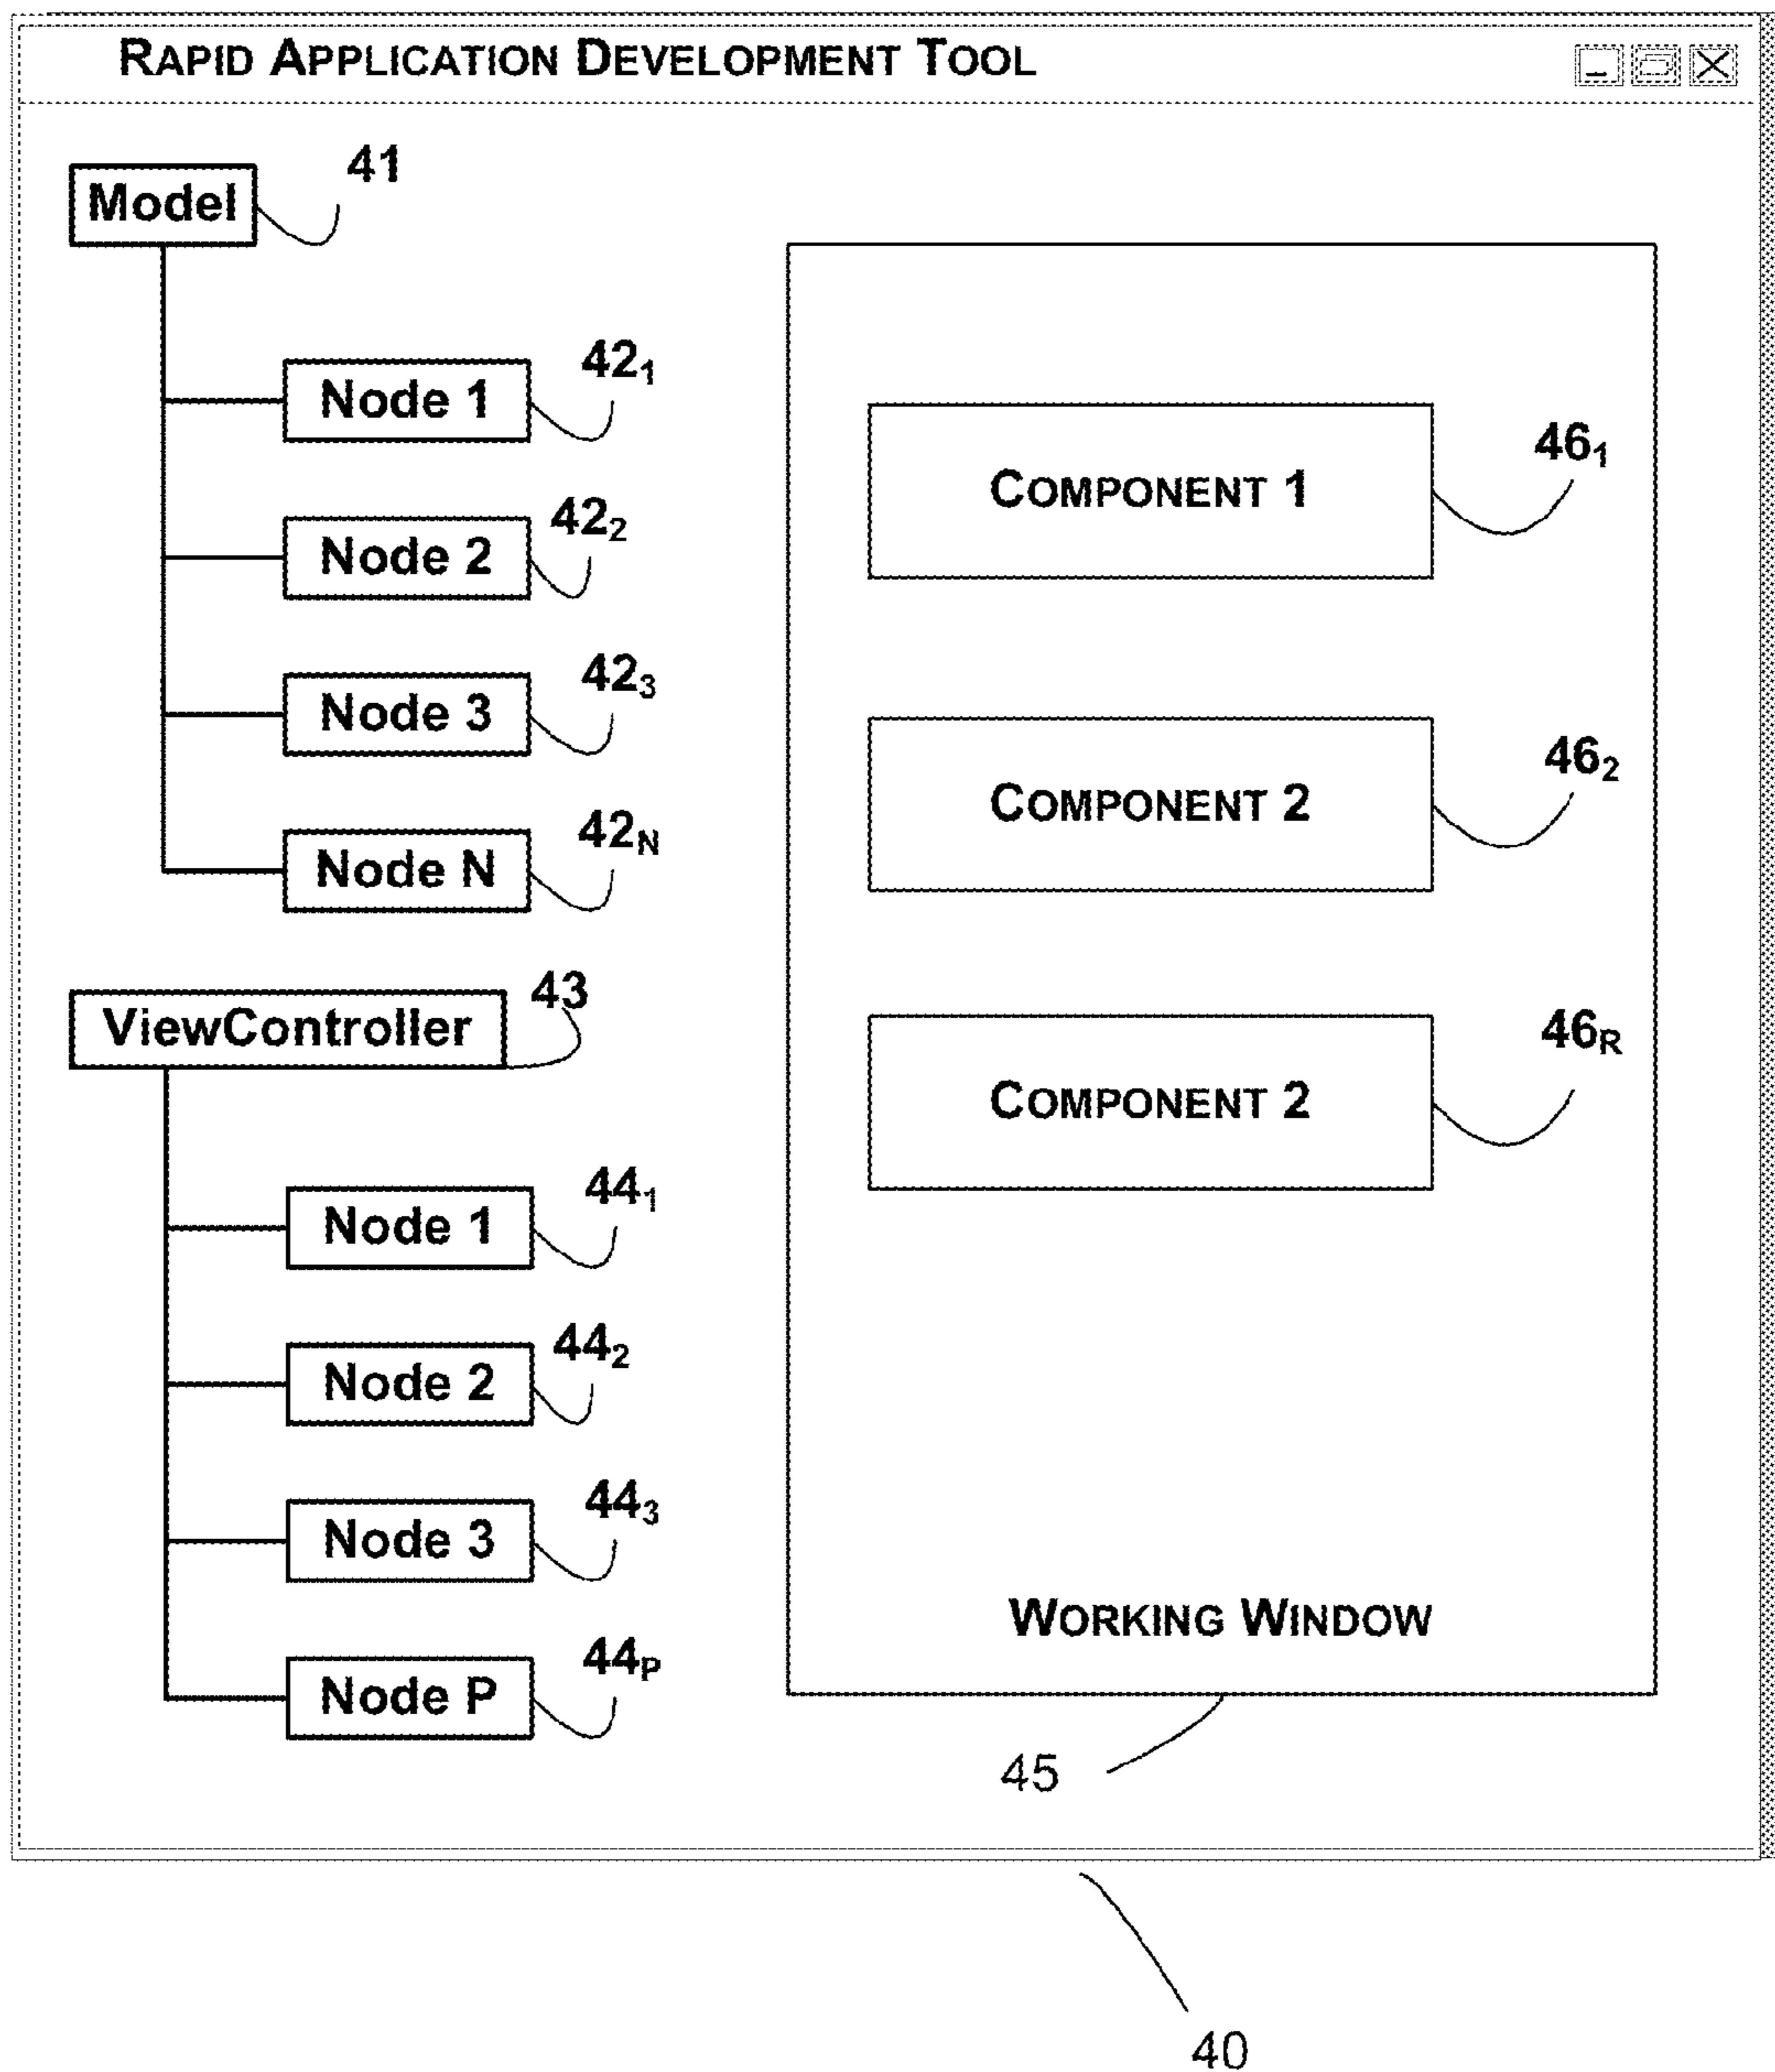 RAPID APPLICATION DEVELOPMENT TOOL
Model
41
Node 1
42₁
Node 2
42₂
Node 3
42₃
Node N
42N
ViewController
43
Node 1
44₁
Node 2
44₂
Node 3
44₃
Node P
44P
COMPONENT 1
46₁
COMPONENT 2
46₂
COMPONENT 2
46R
WORKING WINDOW
45
40